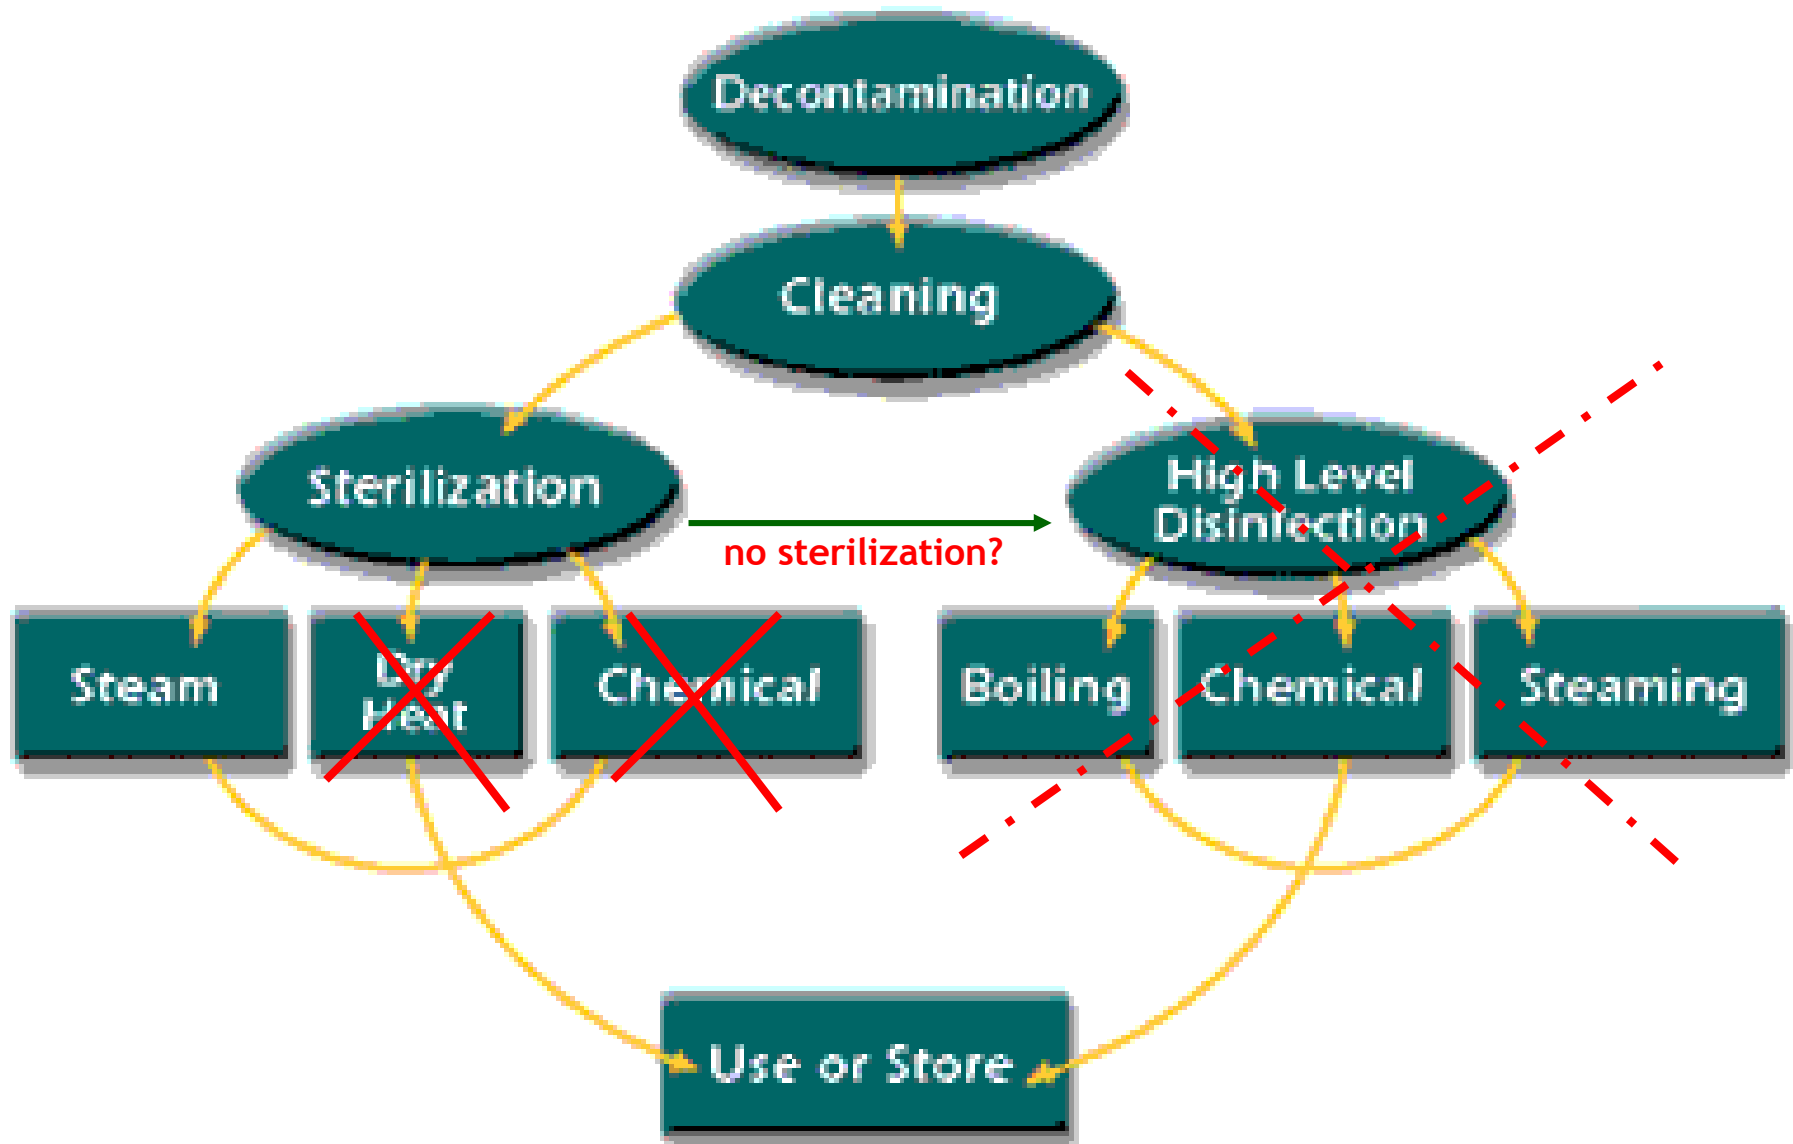 Decontamination
Cleaning
Sterilization
High Level
Disinfection
no sterilization?
Steam
Dry
Heat
Chemical
Boiling
Chemical
Steaming
Use or Store